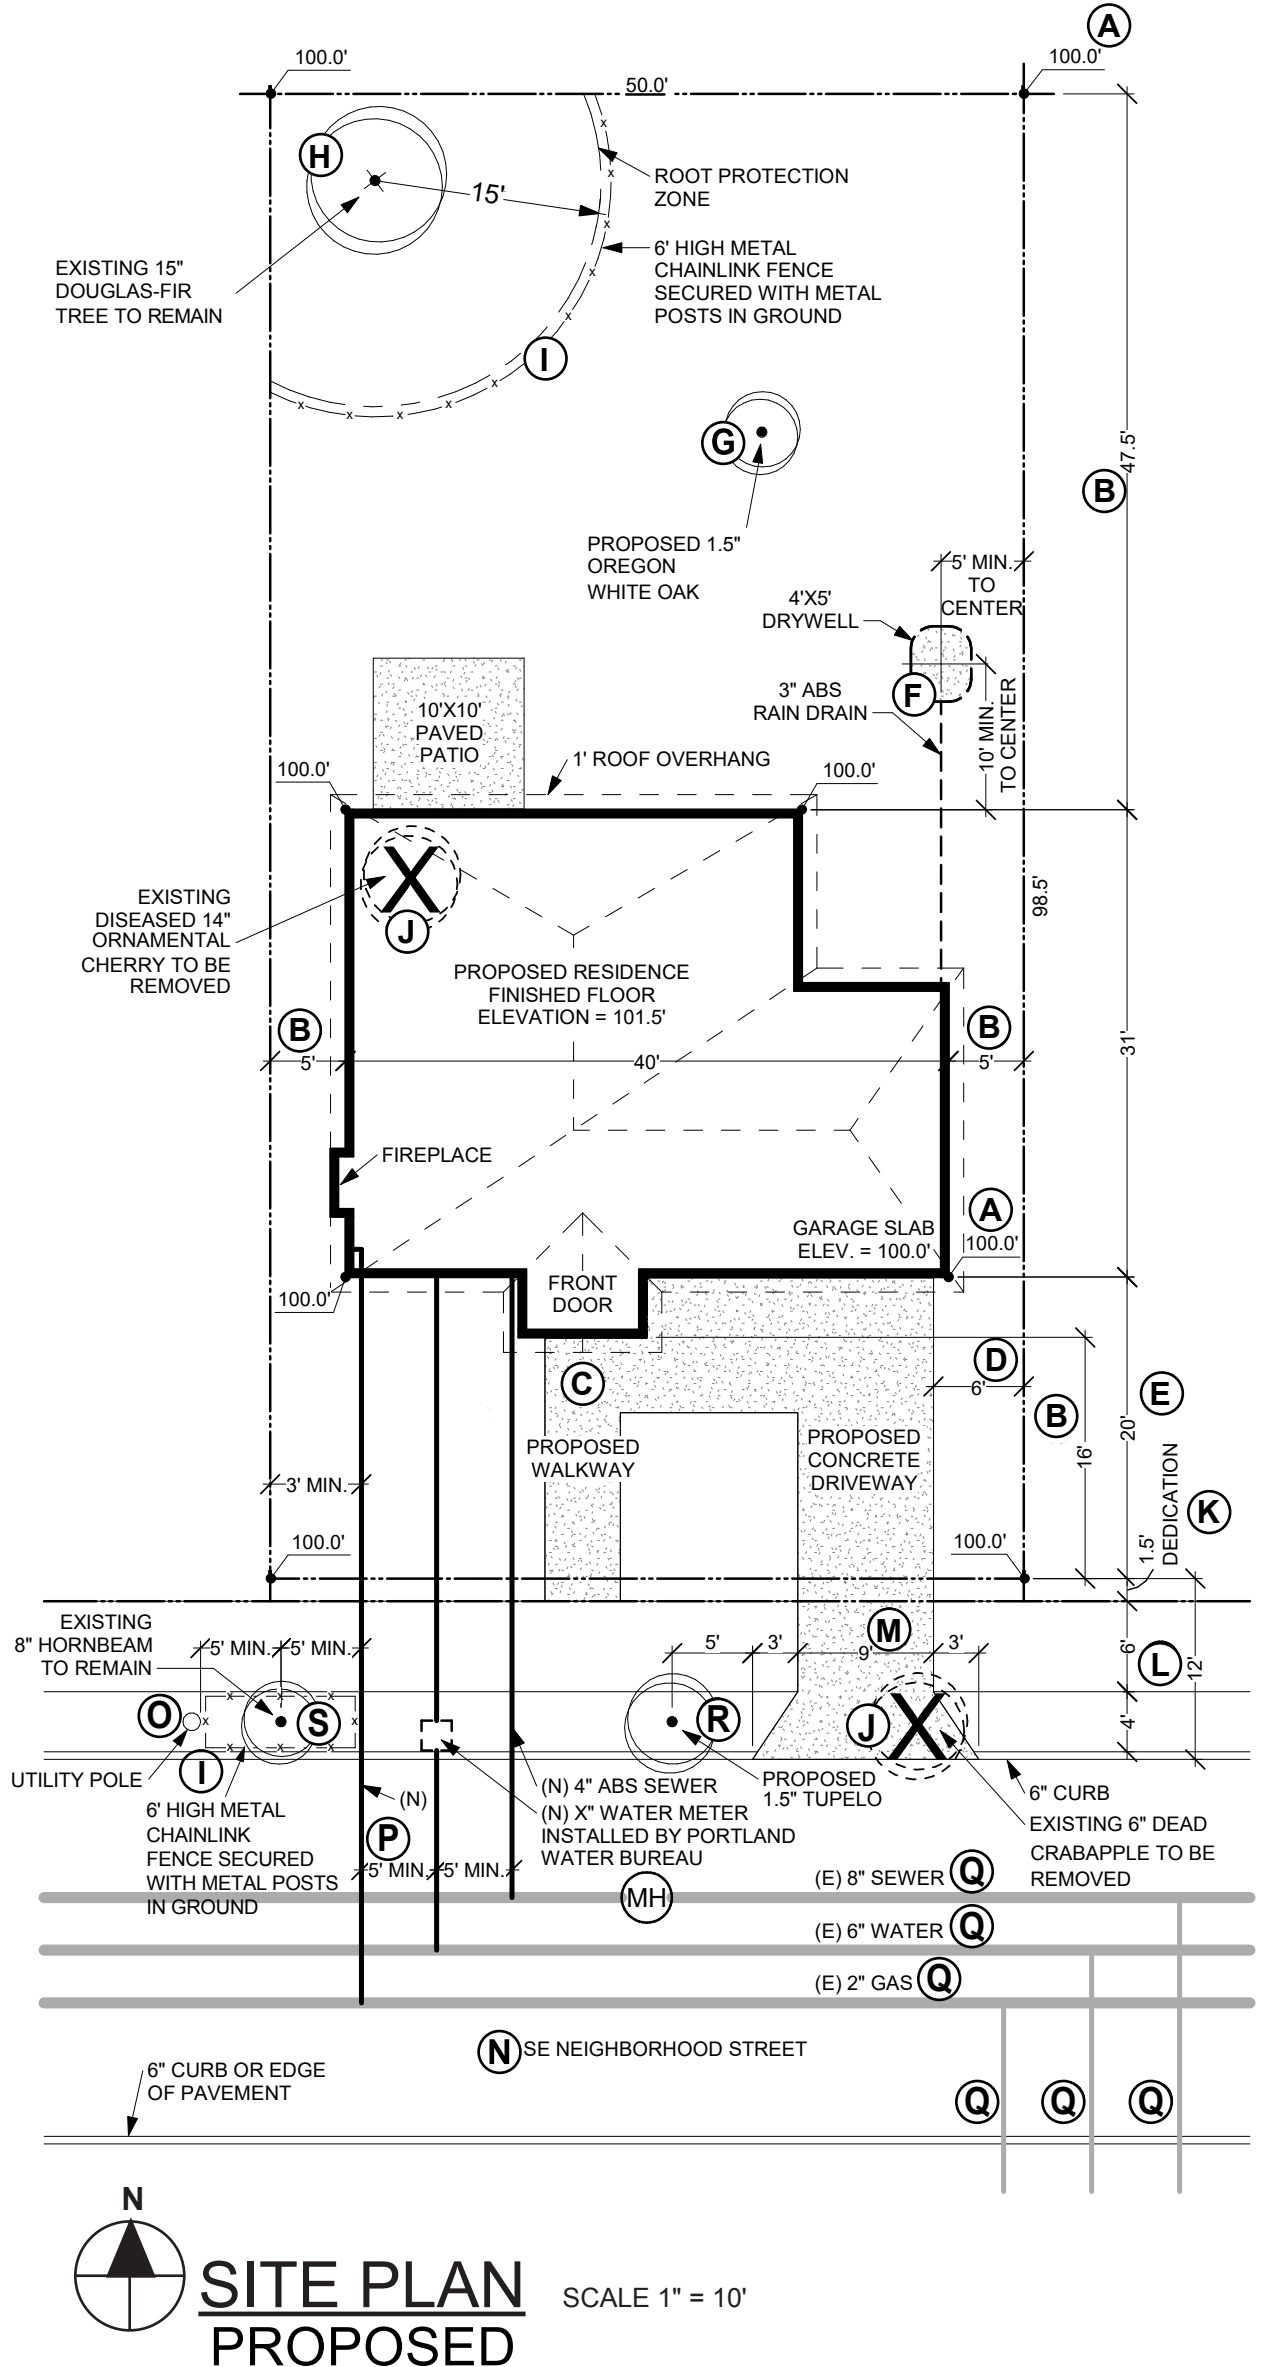 A
100.0'
100.0'
50.0'
H
ROOT PROTECTION
ZONE
15'
6' HIGH METAL
CHAINLINK FENCE
SECURED WITH METAL
POSTS IN GROUND
EXISTING 15"
DOUGLAS-FIR
TREE TO REMAIN
I
G
47.5'
B
PROPOSED 1.5"
OREGON
WHITE OAK
5' MIN.
TO
CENTER
4'X5'
DRYWELL
F
3" ABS
RAIN DRAIN
10' MIN.
TO CENTER
10'X10'
PAVED
PATIO
1' ROOF OVERHANG
100.0'
100.0'
98.5'
EXISTING
DISEASED 14"
ORNAMENTAL
CHERRY TO BE
REMOVED
X
J
PROPOSED RESIDENCE
FINISHED FLOOR
ELEVATION = 101.5'
B
B
5'
40'
5'
31'
FIREPLACE
A
GARAGE SLAB
ELEV. = 100.0'
100.0'
100.0'
FRONT
DOOR
C
D
6'
E
B
20'
16'
PROPOSED
WALKWAY
PROPOSED
CONCRETE
DRIVEWAY
3' MIN.
1.5'
DEDICATION
K
100.0'
100.0'
EXISTING
8" HORNBEAM
TO REMAIN
5' MIN.
5' MIN.
5'
3'
M
9'
3'
6'
L
12'
O
S
R
J
X
4'
UTILITY POLE
I
6' HIGH METAL
CHAINLINK
FENCE SECURED
WITH METAL POSTS
IN GROUND
(N)
P
(N) 4" ABS SEWER
(N) X" WATER METER
INSTALLED BY PORTLAND
WATER BUREAU
PROPOSED
1.5" TUPELO
6" CURB
EXISTING 6" DEAD
CRABAPPLE TO BE
REMOVED
5' MIN.
5' MIN.
MH
(E) 8" SEWER Q
(E) 6" WATER Q
(E) 2" GAS Q
N SE NEIGHBORHOOD STREET
6" CURB OR EDGE
OF PAVEMENT
Q
Q
Q
N
SITE PLAN
SCALE 1" = 10'
PROPOSED